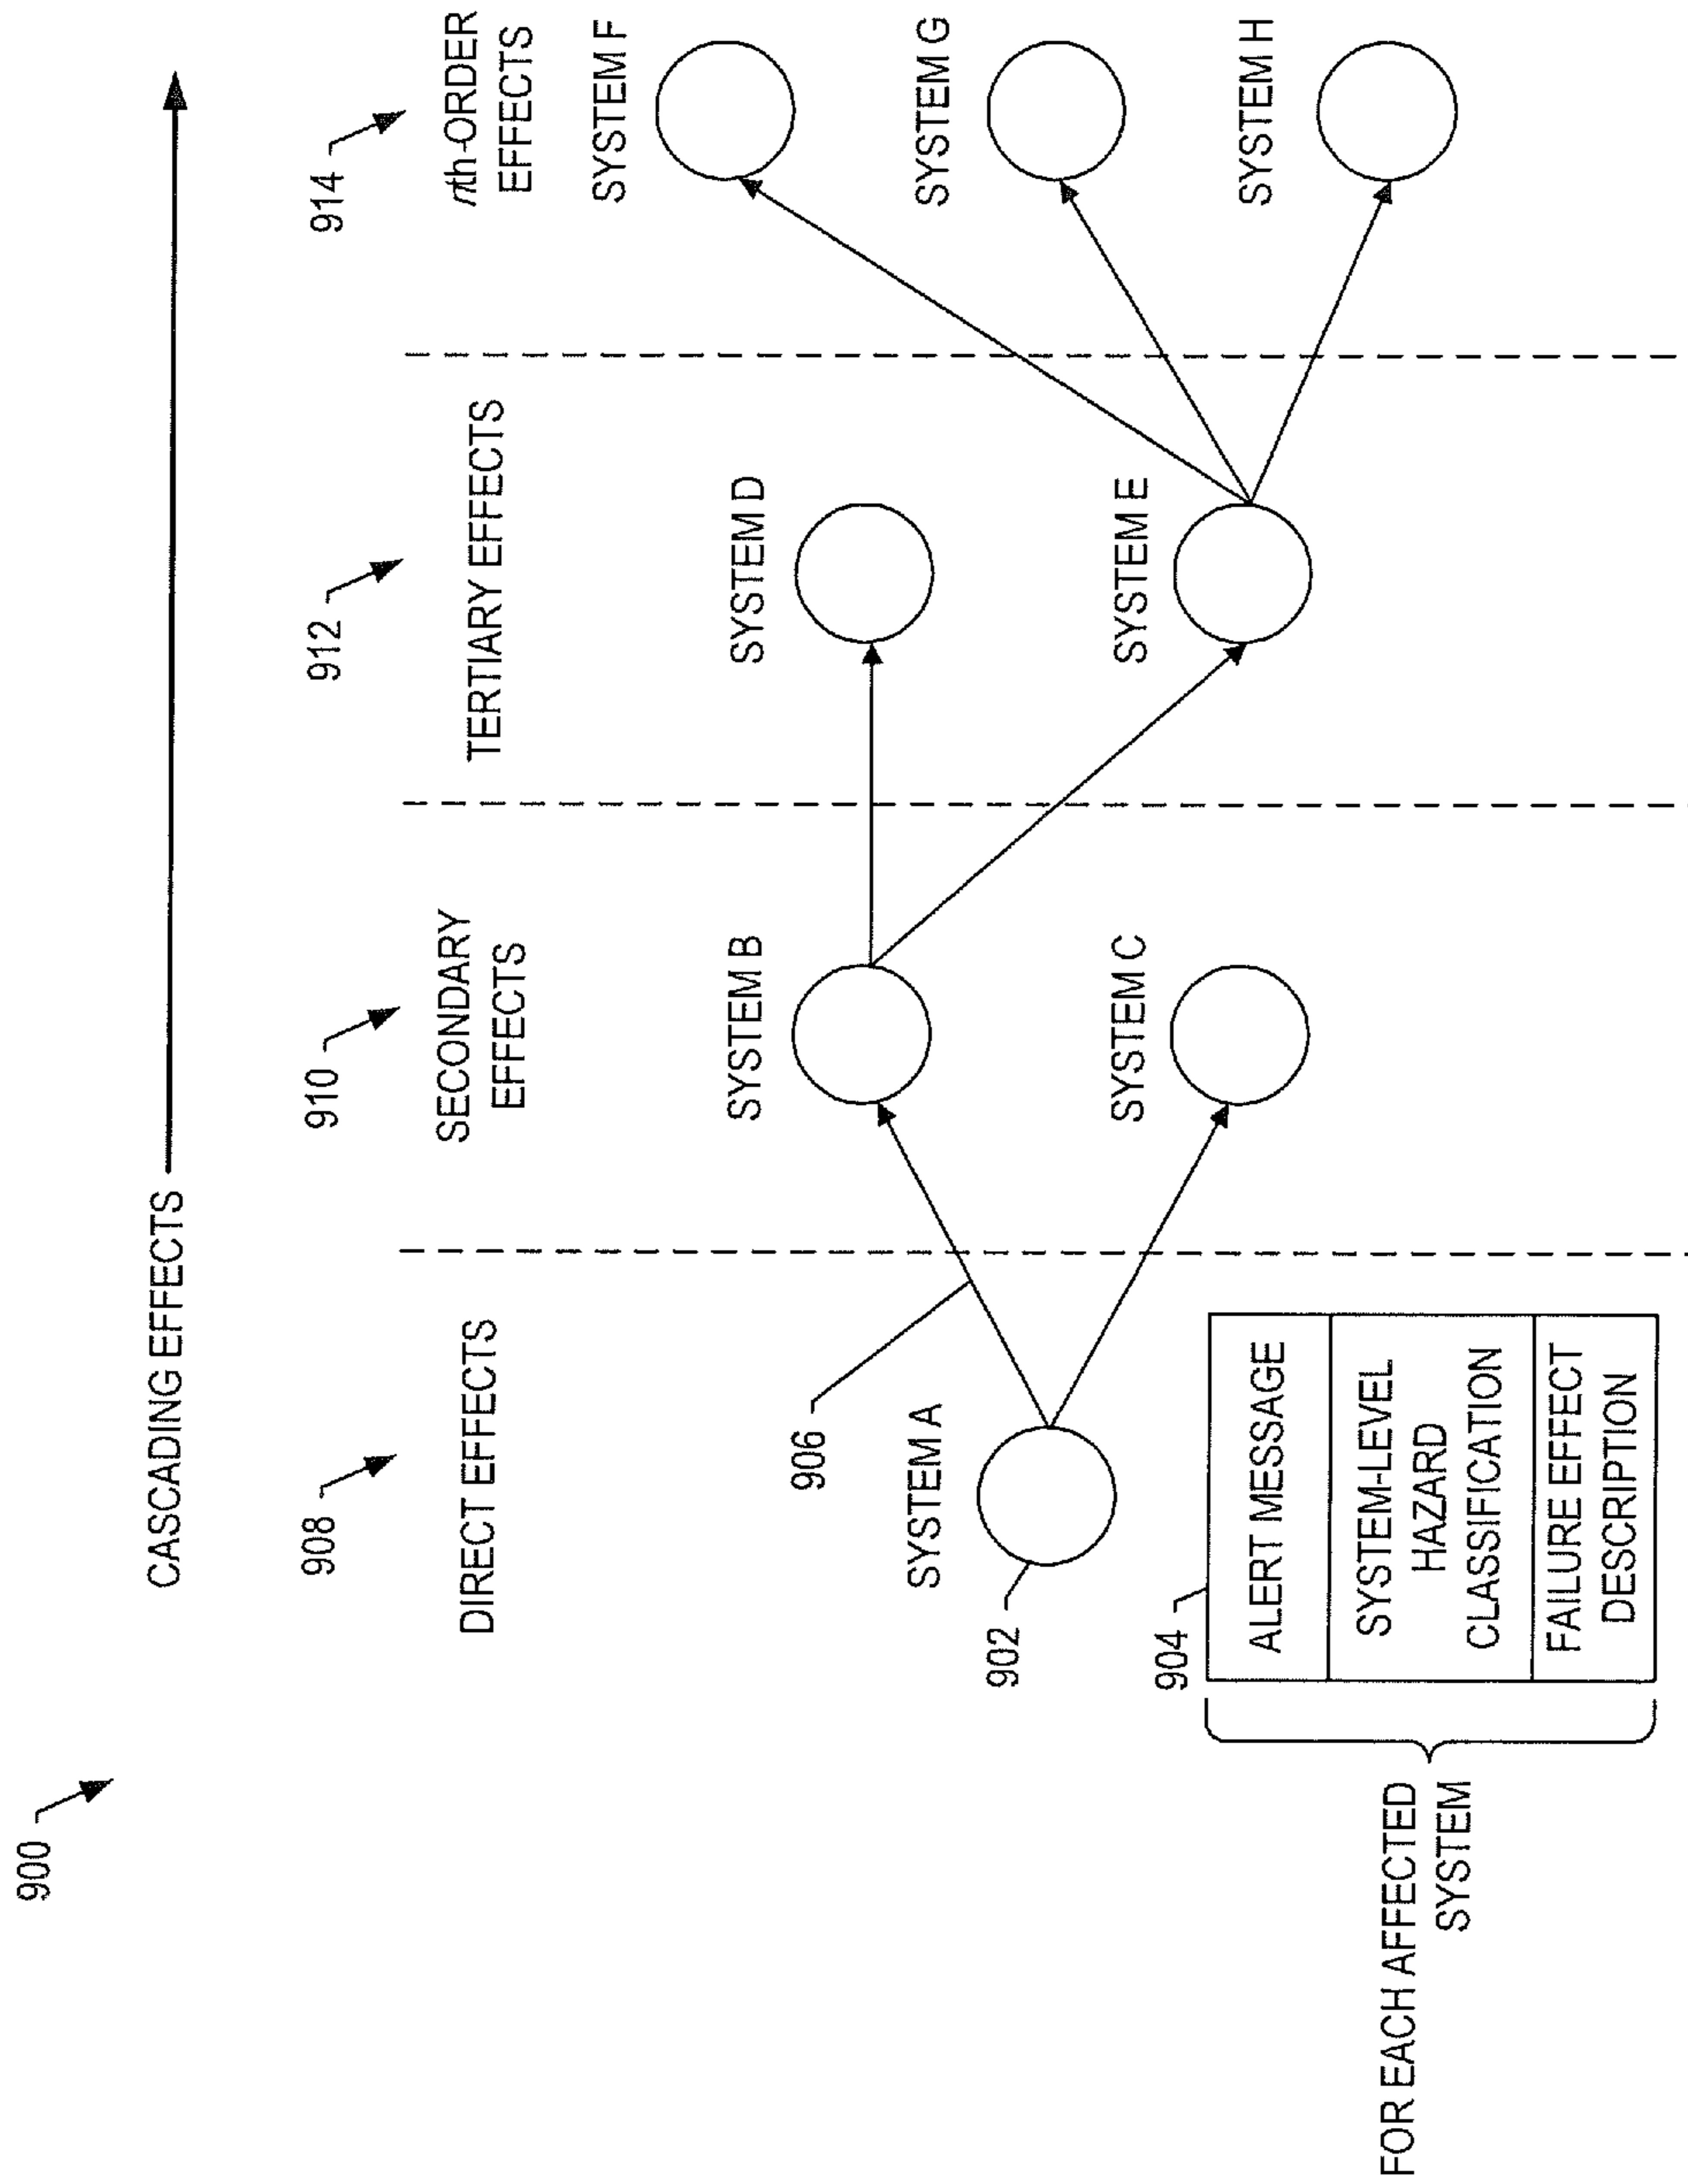 900
CASCADING EFFECTS
908
910
912
914
DIRECT EFFECTS
SECONDARY
EFFECTS
TERTIARY EFFECTS
nth-ORDER
EFFECTS
SYSTEM A
902
906
SYSTEM B
SYSTEM C
SYSTEM D
SYSTEM E
SYSTEM F
SYSTEM G
SYSTEM H
904
ALERT MESSAGE
SYSTEM-LEVEL
HAZARD
CLASSIFICATION
FAILURE EFFECT
DESCRIPTION
FOR EACH AFFECTED
SYSTEM